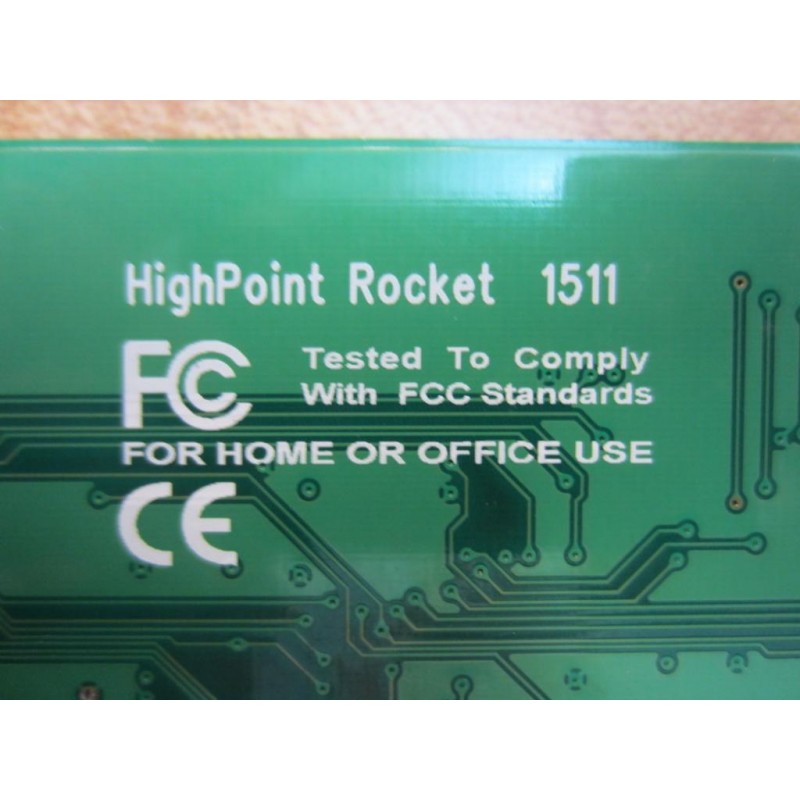 HighPoint Rocket 1511
FC Tested To Comply
With FCC Standards
FOR HOME OR OFFICE USE
CE